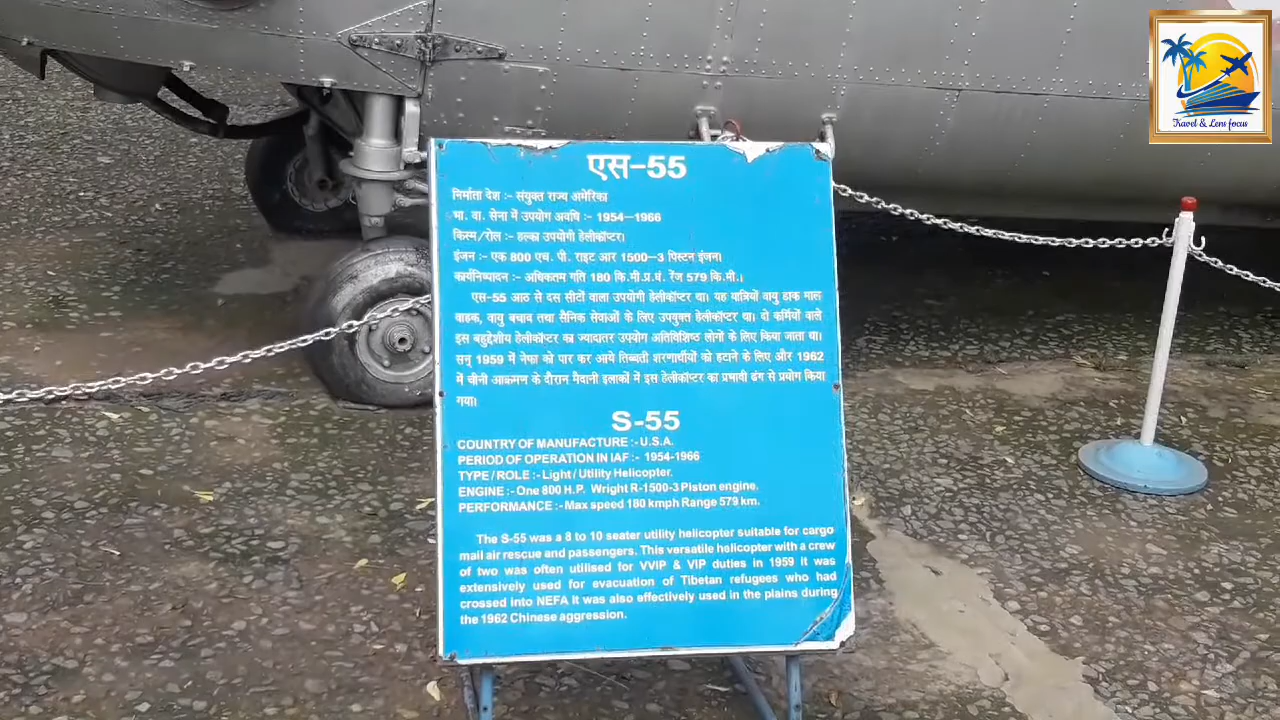 Travel & Lens focus
एस-55
निर्माता देश :- संयुक्त राज्य अमेरिका
भा. वा. सेना में उपयोग अवधि :- 1954-1966
किस्म/रोल :- हल्का उपयोगी हेलीकॉप्टर।
इंजन :- एक 800 एच. पी. राइट आर 1500-3 पिस्टन इंजन।
कार्यनिष्पादन :- अधिकतम गति 180 कि.मी.प्र.घं. रेंज 579 कि.मी.।
एस-55 आठ से दस सीटों वाला उपयोगी हेलीकॉप्टर था। यह यात्रियों वायु डाक माल
वाहक, वायु बचाव तथा सैनिक सेवाओं के लिए उपयुक्त हेलीकॉप्टर था। दो कर्मियों वाले
इस बहुद्देशीय हेलीकॉप्टर का ज्यादातर उपयोग अतिविशिष्ठ लोगों के लिए किया जाता था।
सन् 1959 में नेफा को पार कर आये तिब्बती शरणार्थीयों को हटाने के लिए और 1962
में चीनी आक्रमन के दौरान मैदानी इलाकों में इस हेलीकॉप्टर का प्रभावी ढंग से प्रयोग किया
गया।
S-55
COUNTRY OF MANUFACTURE :- U.S.A.
PERIOD OF OPERATION IN IAF :- 1954-1966
TYPE / ROLE :- Light / Utility Helicopter.
ENGINE :- One 800 H.P. Wright R-1500-3 Piston engine.
PERFORMANCE :- Max speed 180 kmph Range 579 km.
The S-55 was a 8 to 10 seater utility helicopter suitable for cargo
mail air rescue and passengers. This versatile helicopter with a crew
of two was often utilised for VVIP & VIP duties in 1959 it was
extensively used for evacuation of Tibetan refugees who had
crossed into NEFA It was also effectively used in the plains during
the 1962 Chinese aggression.